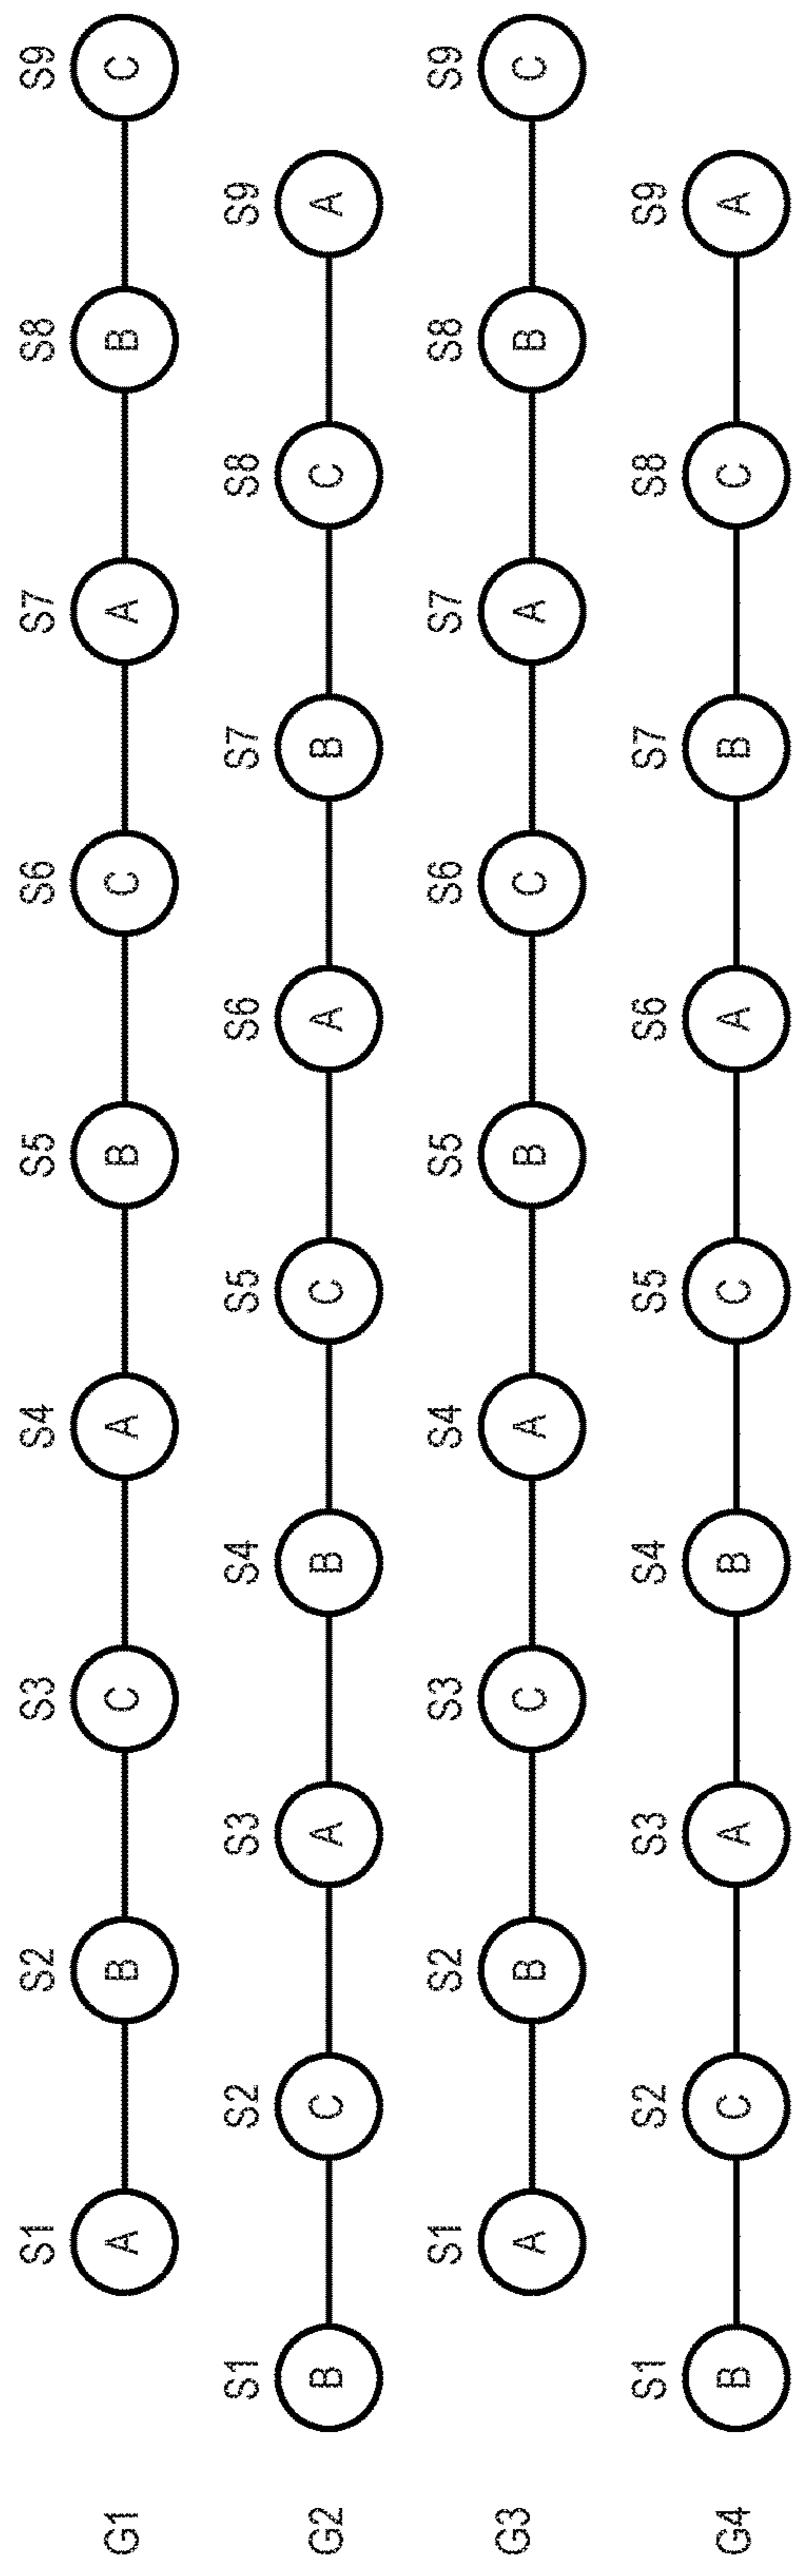 S1 S2 S3 S4 S5 S6 S7 S8 S9
G1 A B C A B C A B C
S1 S2 S3 S4 S5 S6 S7 S8 S9
G2 B C A B C A B C A
S1 S2 S3 S4 S5 S6 S7 S8 S9
G3 A B C A B C A B C
S1 S2 S3 S4 S5 S6 S7 S8 S9
G4 B C A B C A B C A